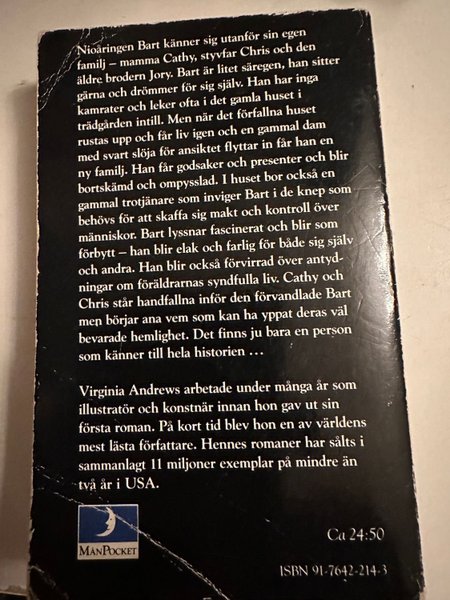 Nioåringen Bart känner sig utanför sin egen
familj – mamma Cathy, styvfar Chris och den
äldre brodern Jory. Bart är litet säregen, han sitter
gärna och drömmer för sig själv. Han har inga
kamrater och leker ofta i det gamla huset i
trädgården intill. Men när det förfallna huset
rustas upp och får liv igen och en gammal dam
med svart slöja för ansiktet flyttar in får han en
ny familj. Han får godsaker och presenter och blir
bortskämd och ompysslad. I huset bor också en
gammal trotjänare som inviger Bart i de knep som
behövs för att skaffa sig makt och kontroll över
människor. Bart lyssnar fascinerat och blir som
förbytt – han blir elak och farlig för både sig själv
och andra. Han blir också förvirrad över antyd-
ningar om föräldrarnas syndfulla liv. Cathy och
Chris står handfallna inför den förvandlade Bart
men börjar ana vem som kan ha yppat deras väl
bevarade hemlighet. Det finns ju bara en person
som känner till hela historien ...
Virginia Andrews arbetade under många år som
illustratör och konstnär innan hon gav ut sin
första roman. På kort tid blev hon en av världens
mest lästa författare. Hennes romaner har sålts i
sammanlagt 11 miljoner exemplar på mindre än
två år i USA.
MånPocket
Ca 24:50
ISBN 91-7642-214-3